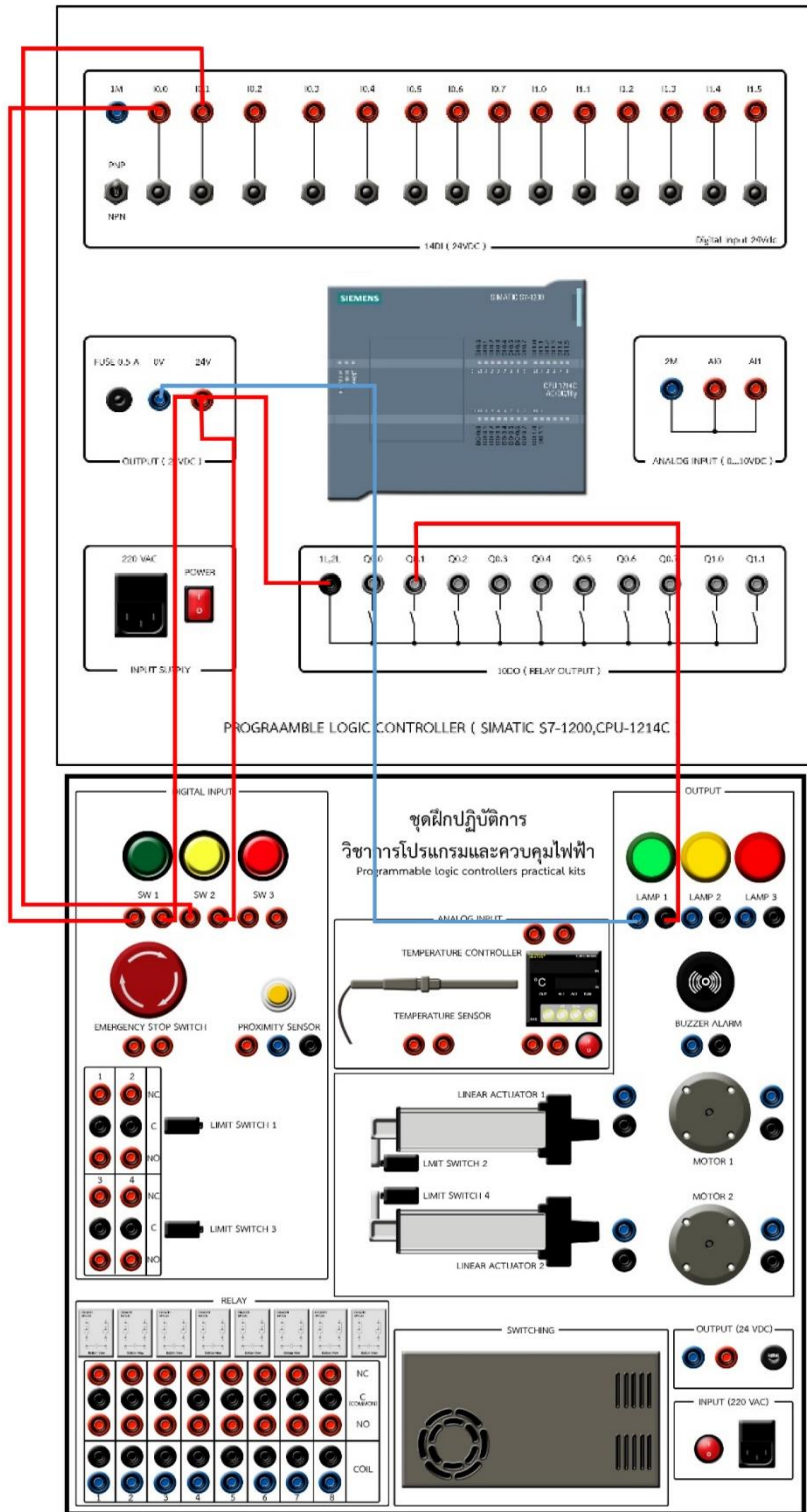 1M I0.0 I0.1 I0.2 I0.3 I0.4 I0.5 I0.6 I0.7 I1.0 I1.1 I1.2 I1.3 I1.4 I1.5
PNP
NPN
14DI ( 24VDC )
Digital Input 24Vdc
SIEMENS
SIMATIC S7-1200
CPU 1214C
AC/DC/Rly
FUSE 0.5 A 0V 24V
OUTPUT ( 24VDC )
2M AI0 AI1
ANALOG INPUT ( 0...10VDC )
220 VAC
POWER
INPUT SUPPLY
1L,2L Q0.0 Q0.1 Q0.2 Q0.3 Q0.4 Q0.5 Q0.6 Q0.7 Q1.0 Q1.1
10DO ( RELAY OUTPUT )
PROGRAAMBLE LOGIC CONTROLLER ( SIMATIC S7-1200,CPU-1214C )
DIGITAL INPUT
SW 1 SW 2 SW 3
EMERGENCY STOP SWITCH
PROXIMITY SENSOR
1 2
NC
C
NO
LIMIT SWITCH 1
3 4
NC
C
NO
LIMIT SWITCH 3
ชุดฝึกปฏิบัติการ
วิชาการโปรแกรมและควบคุมไฟฟ้า
Programmable logic controllers practical kits
ANALOG INPUT
TEMPERATURE CONTROLLER
°C
TEMPERATURE SENSOR
OUTPUT
LAMP 1 LAMP 2 LAMP 3
BUZZER ALARM
LINEAR ACTUATOR 1
LMIT SWITCH 2
MOTOR 1
LIMIT SWITCH 4
MOTOR 2
LINEAR ACTUATOR 2
RELAY
NC
C
(COMMON)
NO
COIL
1 2 3 4 5 6 7 8
SWITCHING
OUTPUT (24 VDC)
INPUT (220 VAC)